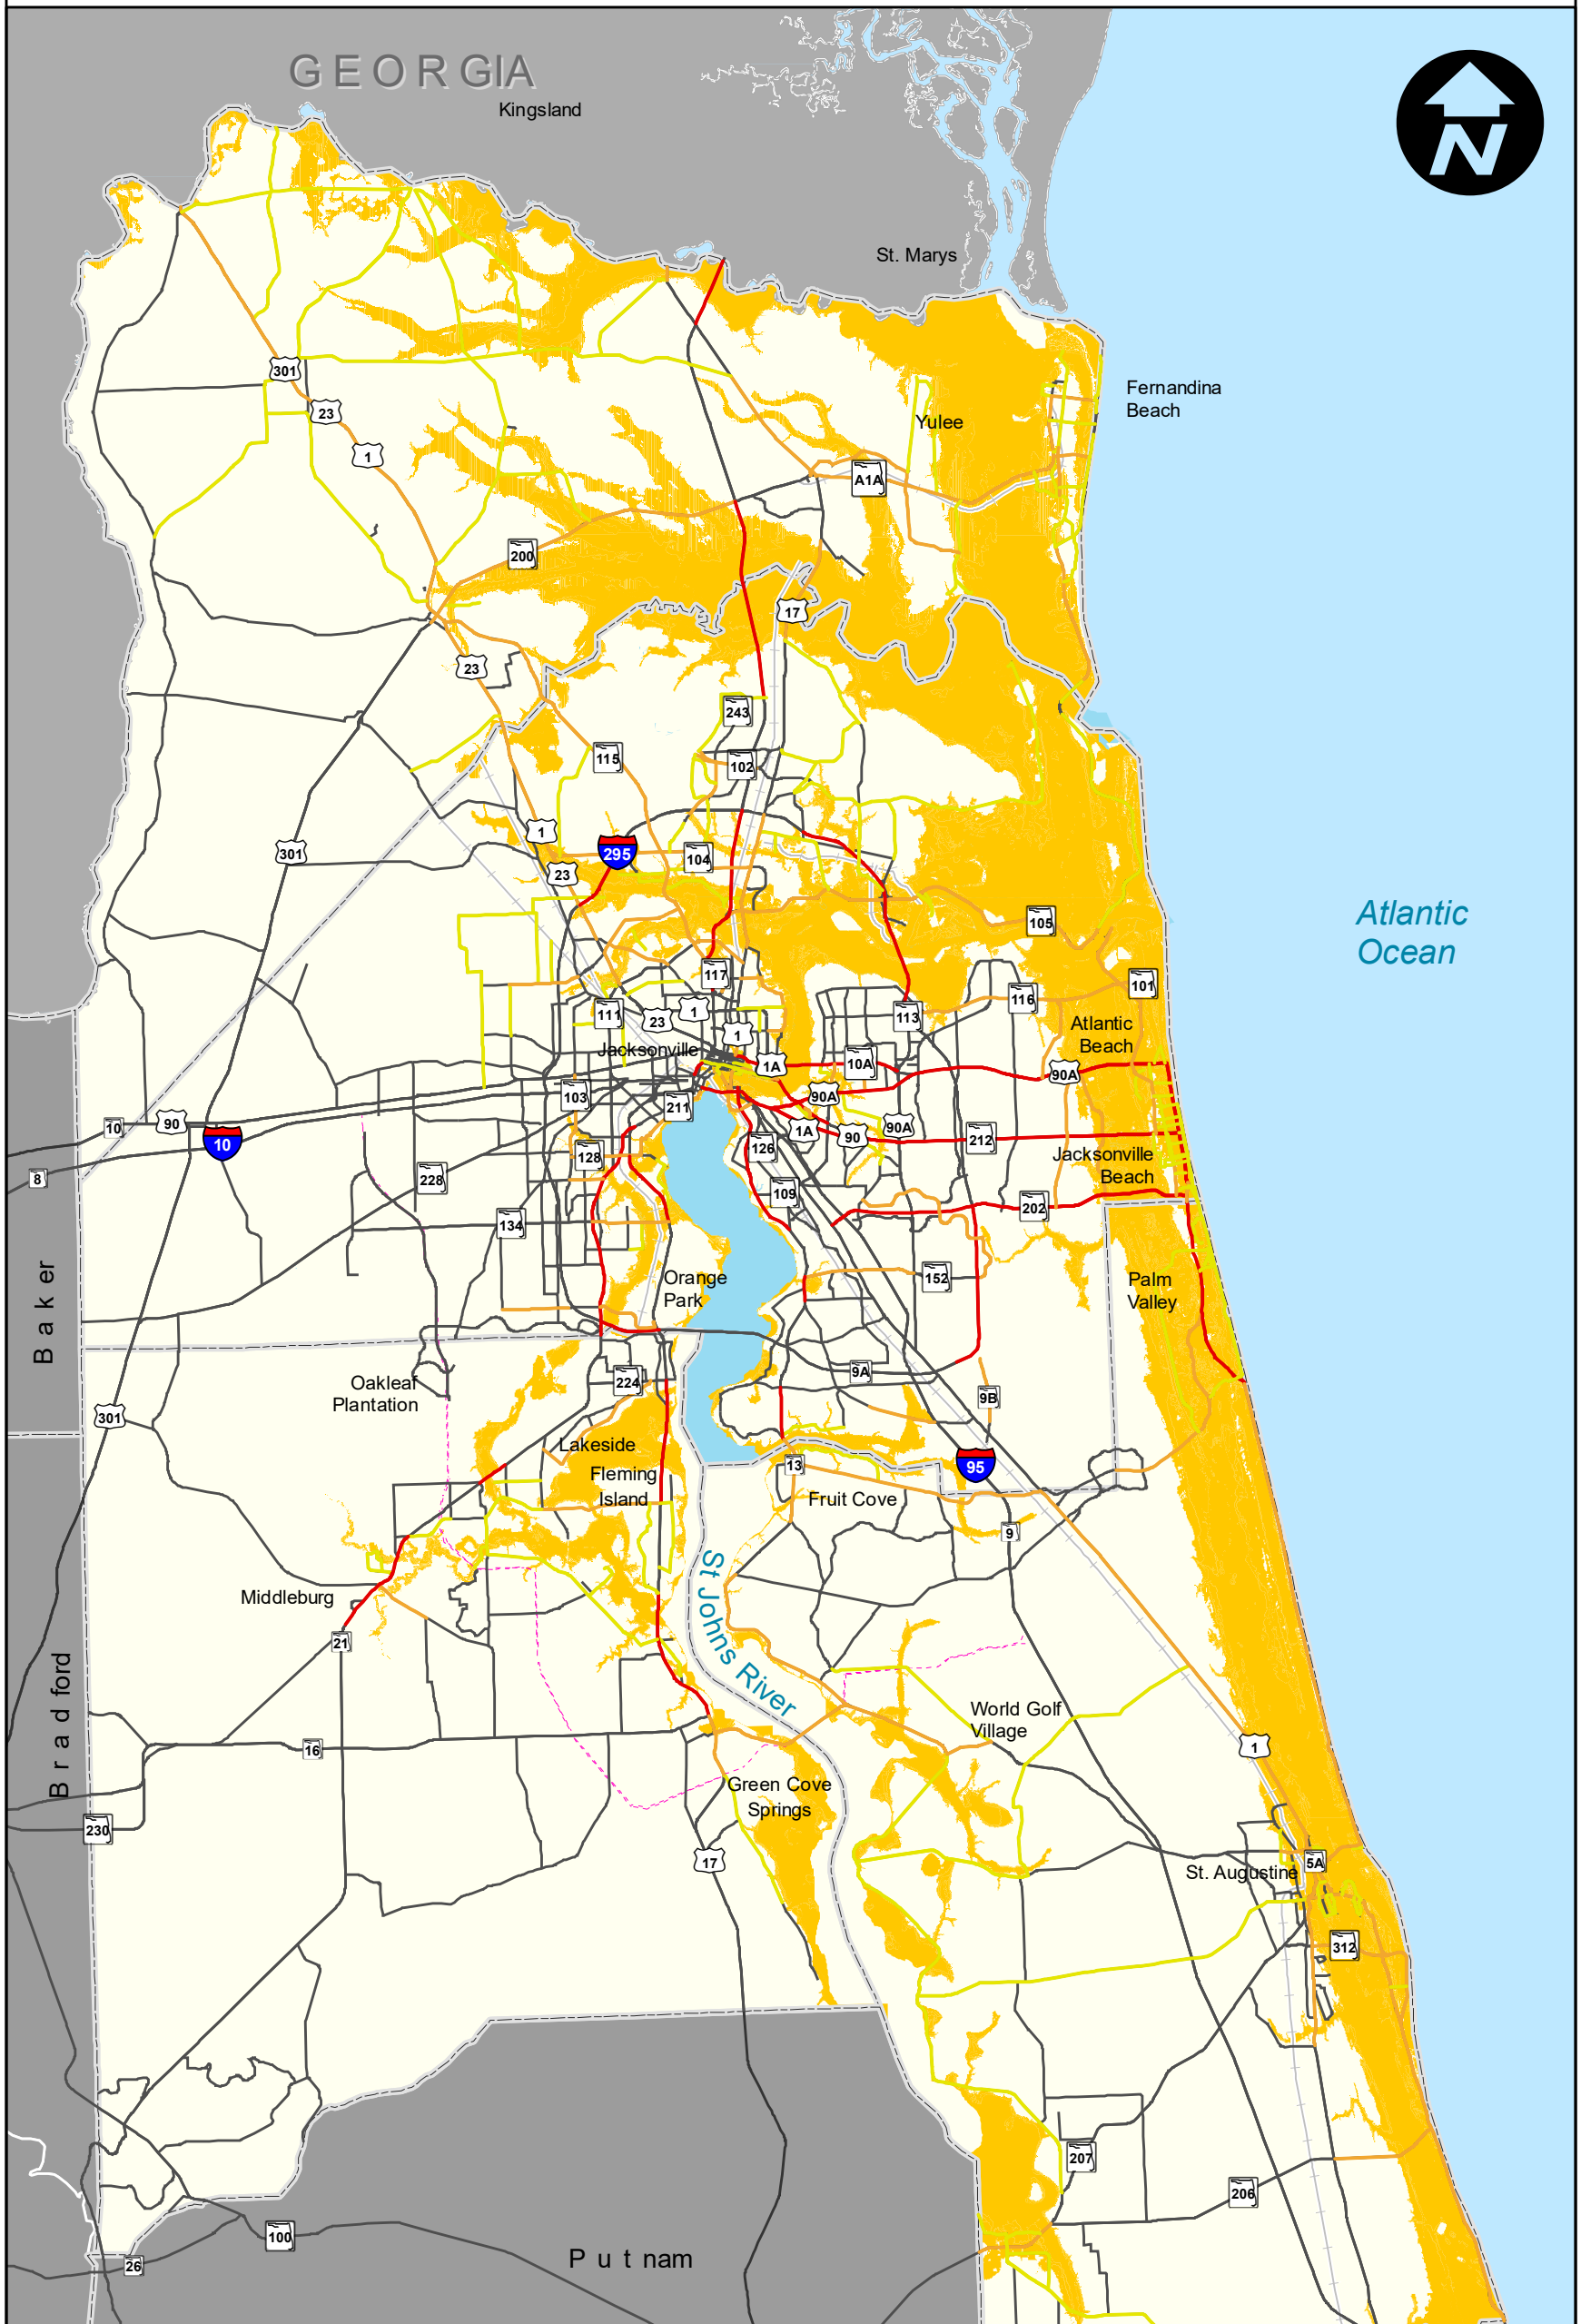 GEORGIA
Kingsland
N
St. Marys
301
Fernandina
Beach
23
Yulee
1
A1A
200
17
23
243
115
102
1
301
295
104
23
Atlantic
Ocean
105
117
101
116
111
1
113
23
Atlantic
Beach
1
Jacksonville
10A
1A
90A
103
90A
211
90
10
10
1A
90
90A
212
126
128
Jacksonville
Beach
8
228
109
202
134
Baker
Orange
Park
152
Palm
Valley
9A
224
Oakleaf
Plantation
9B
301
Lakeside
13
95
Fleming
Island
Fruit Cove
9
St Johns River
Middleburg
21
Bradford
World Golf
Village
16
1
Green Cove
Springs
230
17
5A
St. Augustine
312
207
206
100
Putnam
26